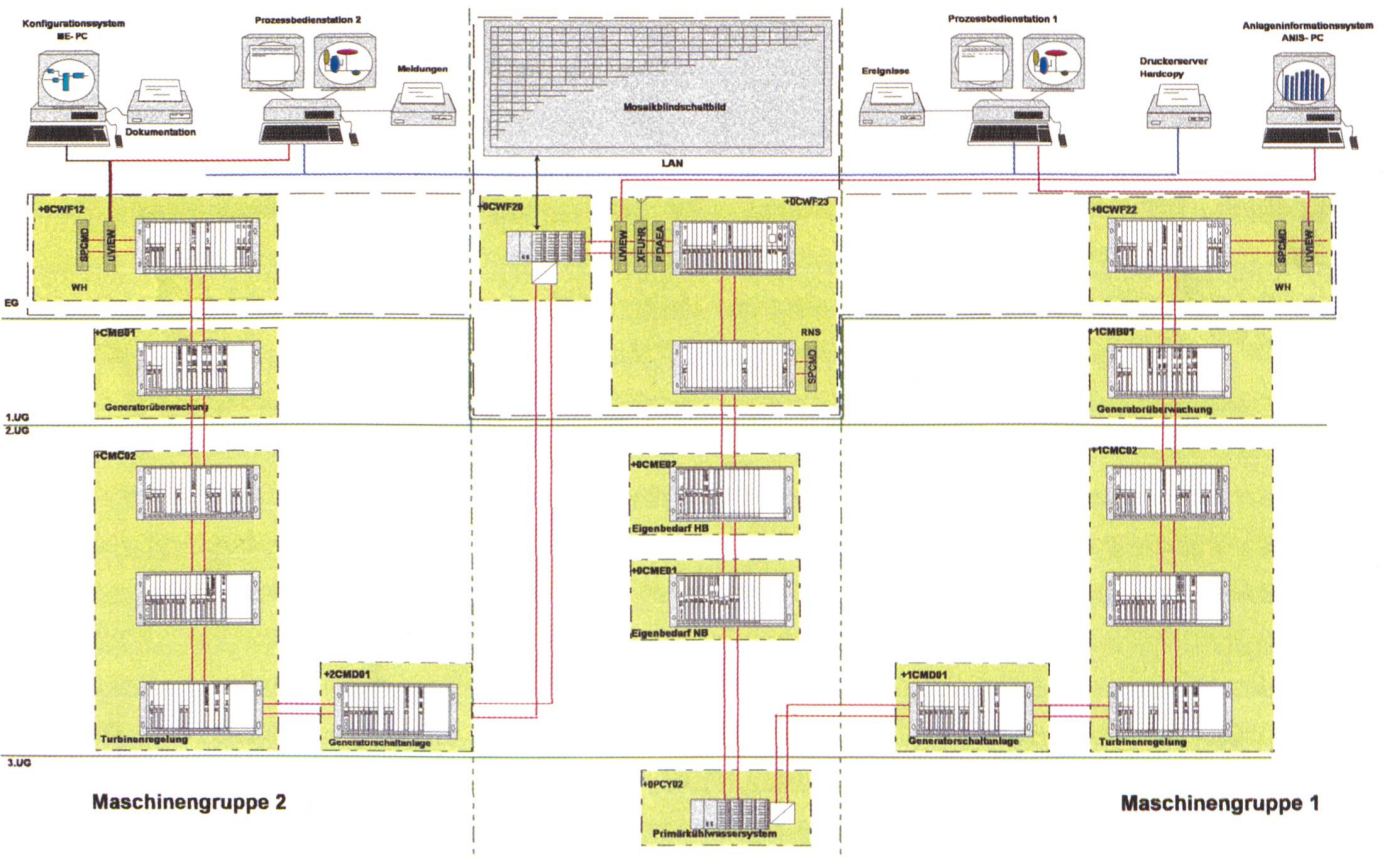 Konfigurationssystem
ME- PC
Prozessbedienstation 2
Prozessbedienstation 1
Anlageninformationssystem
ANIS- PC
Meldungen
Ereignisse
Druckerserver
Hardcopy
Mosaikblindschaltbild
Dokumentation
LAN
+0CWF12
+0CWF20
+0CWF23
+0CWF22
SPCMD
UVIEW
UVIEW
XFUHR
PDAEA
SPCMD
UVIEW
WH
WH
EG
+CMB01
RNS
SPCMD
+1CMB01
Generatorüberwachung
Generatorüberwachung
1.UG
2.UG
+CMC02
+0CME02
+1CMC02
Eigenbedarf HB
+0CME01
Eigenbedarf NB
+2CMD01
+1CMD01
Turbinenregelung
Generatorschaltanlage
Generatorschaltanlage
Turbinenregelung
3.UG
+0PCY02
Maschinengruppe 2
Maschinengruppe 1
Primärkühlwassersystem